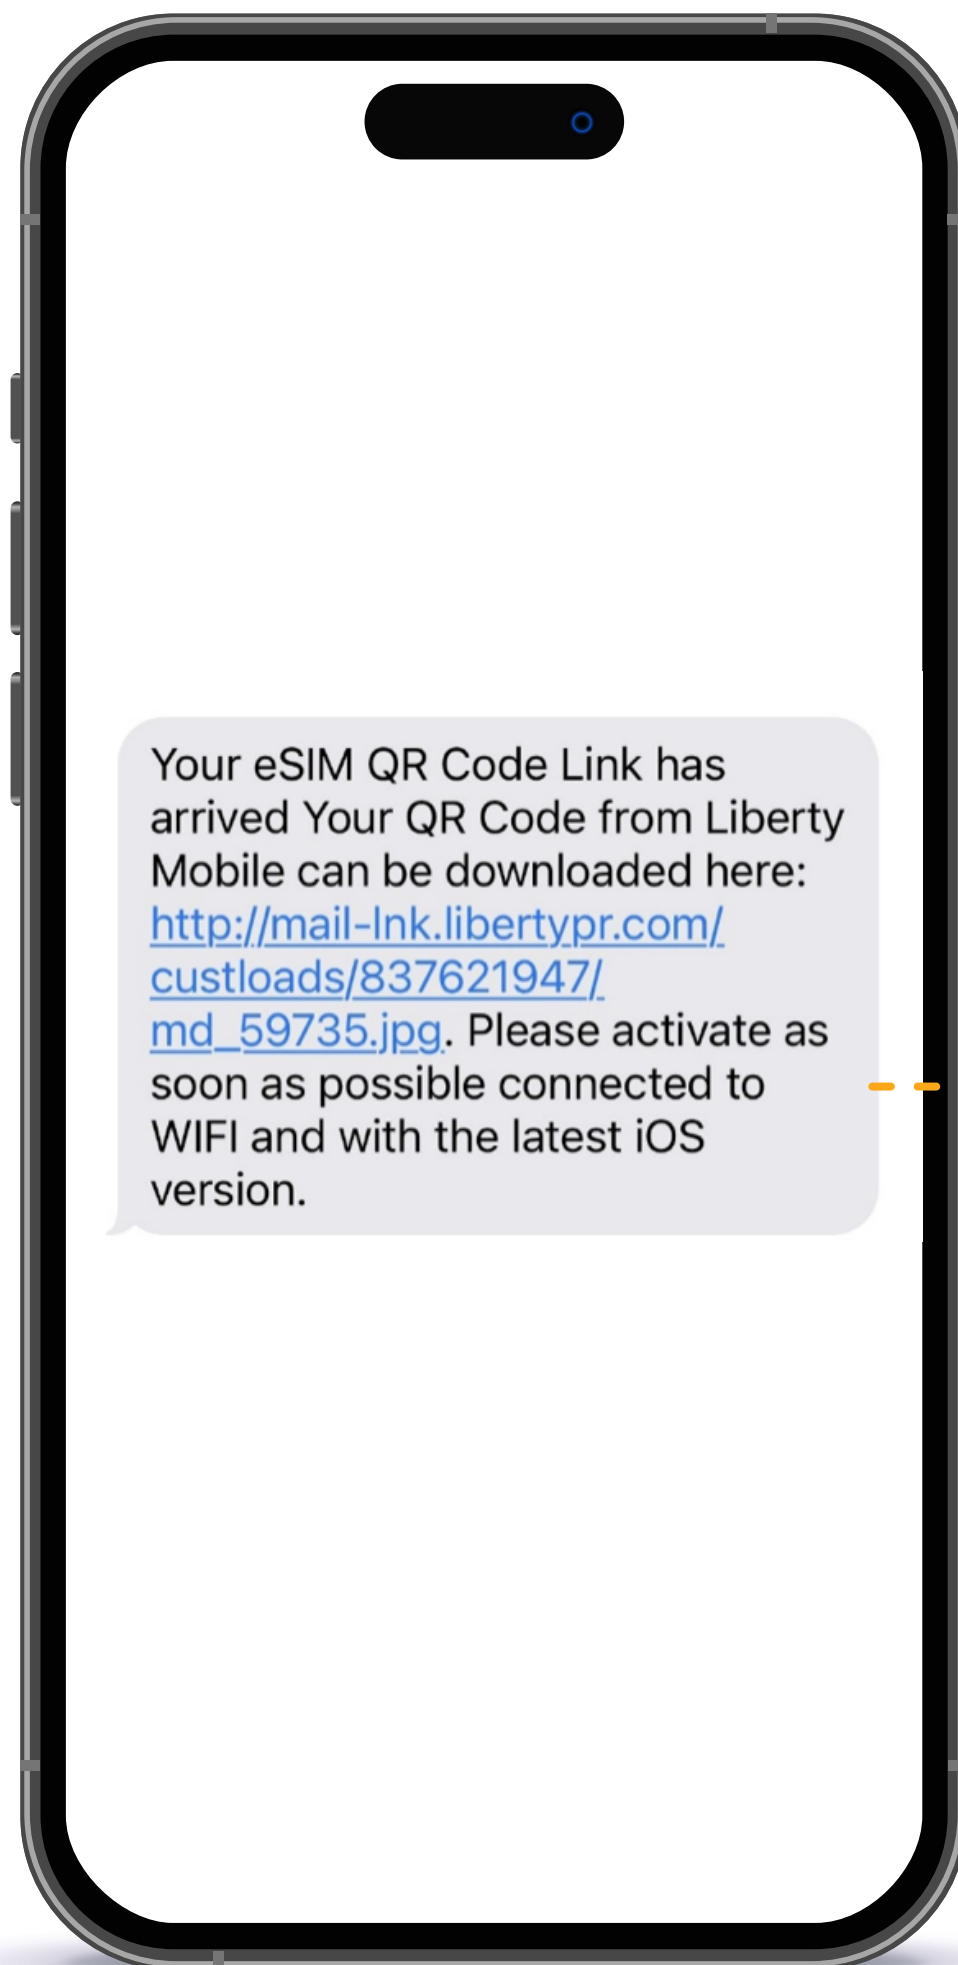 Your eSIM QR Code Link has
arrived Your QR Code from Liberty
Mobile can be downloaded here:
http://mail-lnk.libertypr.com/
custloads/837621947/
md_59735.jpg. Please activate as
soon as possible connected to
WIFI and with the latest iOS
version.